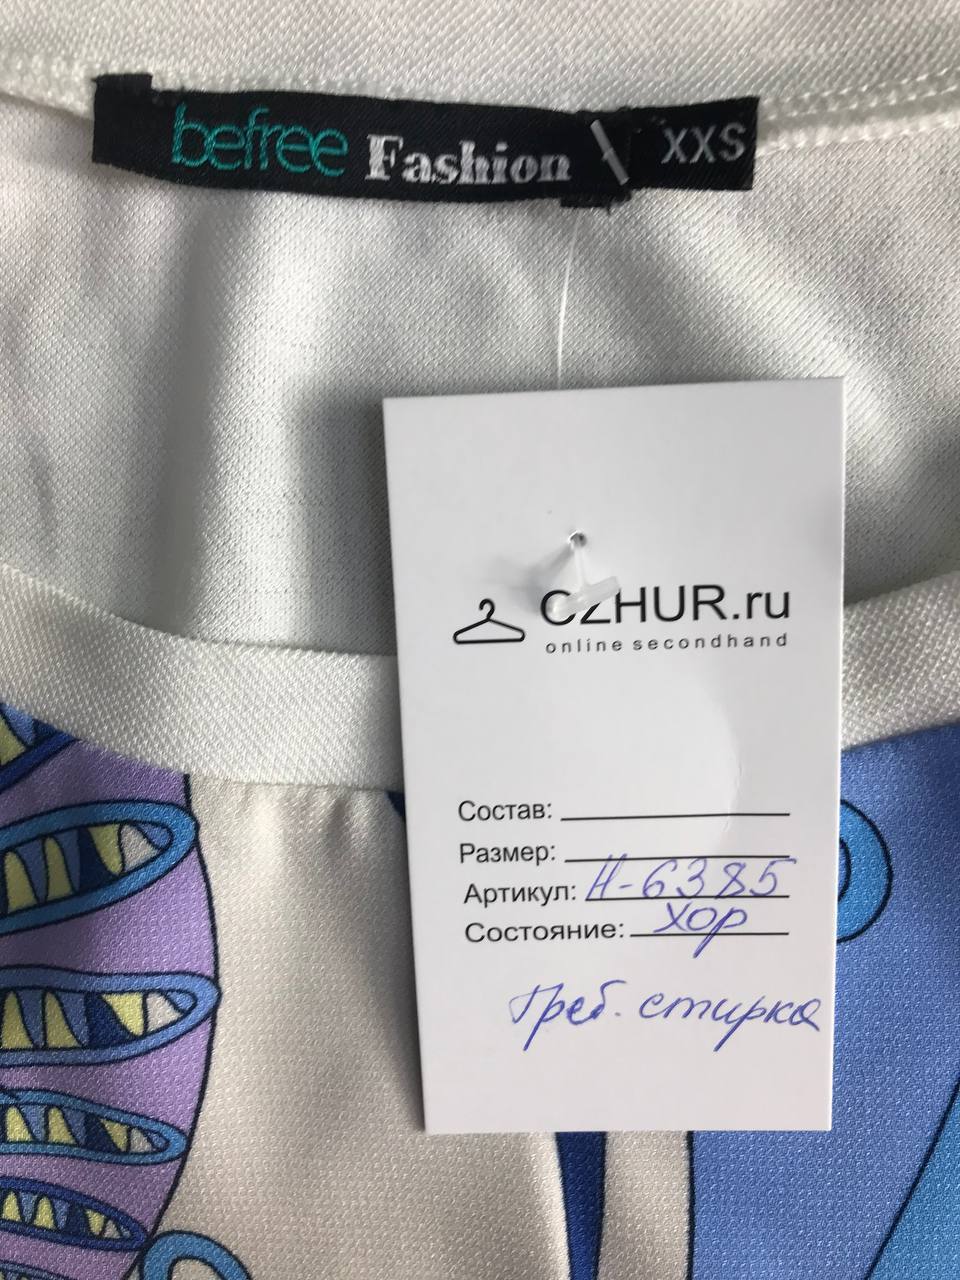 befree Fashion XXS
CZHUR.ru
online secondhand
Состав:
Размер:
Артикул: Н-6385
Состояние: хор
Треб. стирка